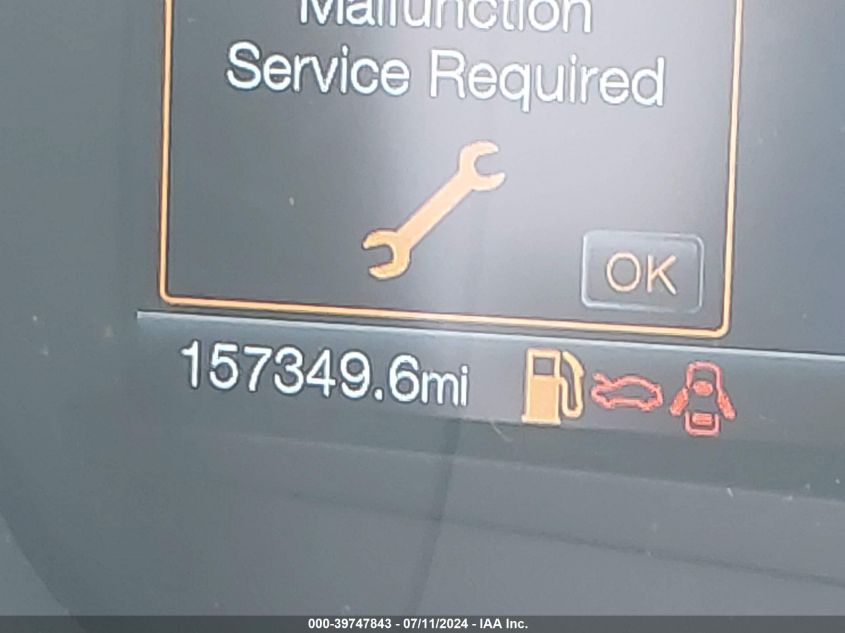 Malfunction
Service Required
OK
157349.6mi
000-39747843 - 07/11/2024 - IAA Inc.